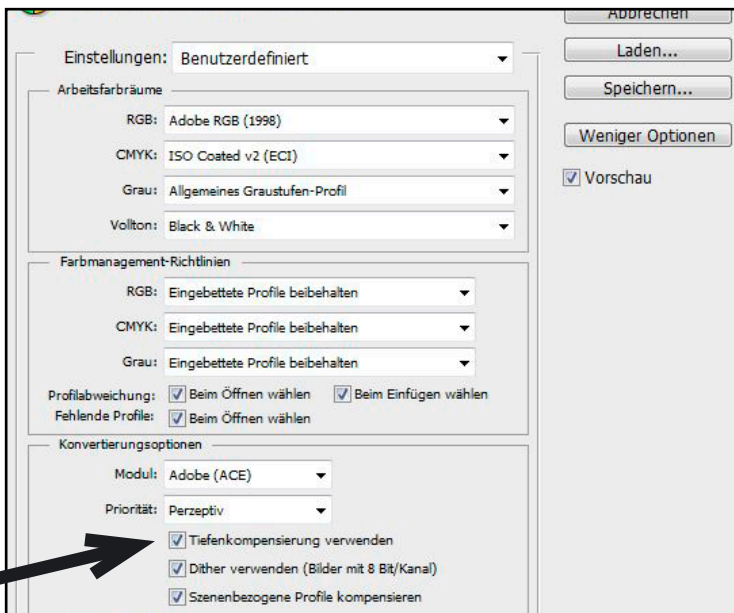 Abbrechen
Einstellungen: Benutzerdefiniert
Laden...
Speichern...
Weniger Optionen
Vorschau
Arbeitsfarbräume
RGB: Adobe RGB (1998)
CMYK: ISO Coated v2 (ECI)
Grau: Allgemeines Graustufen-Profil
Vollton: Black & White
Farbmanagement-Richtlinien
RGB: Eingebettete Profile beibehalten
CMYK: Eingebettete Profile beibehalten
Grau: Eingebettete Profile beibehalten
Profilabweichung: Beim Öffnen wählen Beim Einfügen wählen
Fehlende Profile: Beim Öffnen wählen
Konvertierungsoptionen
Modul: Adobe (ACE)
Priorität: Perzeptiv
Tiefenkompensierung verwenden
Dither verwenden (Bilder mit 8 Bit/Kanal)
Szenenbezogene Profile kompensieren